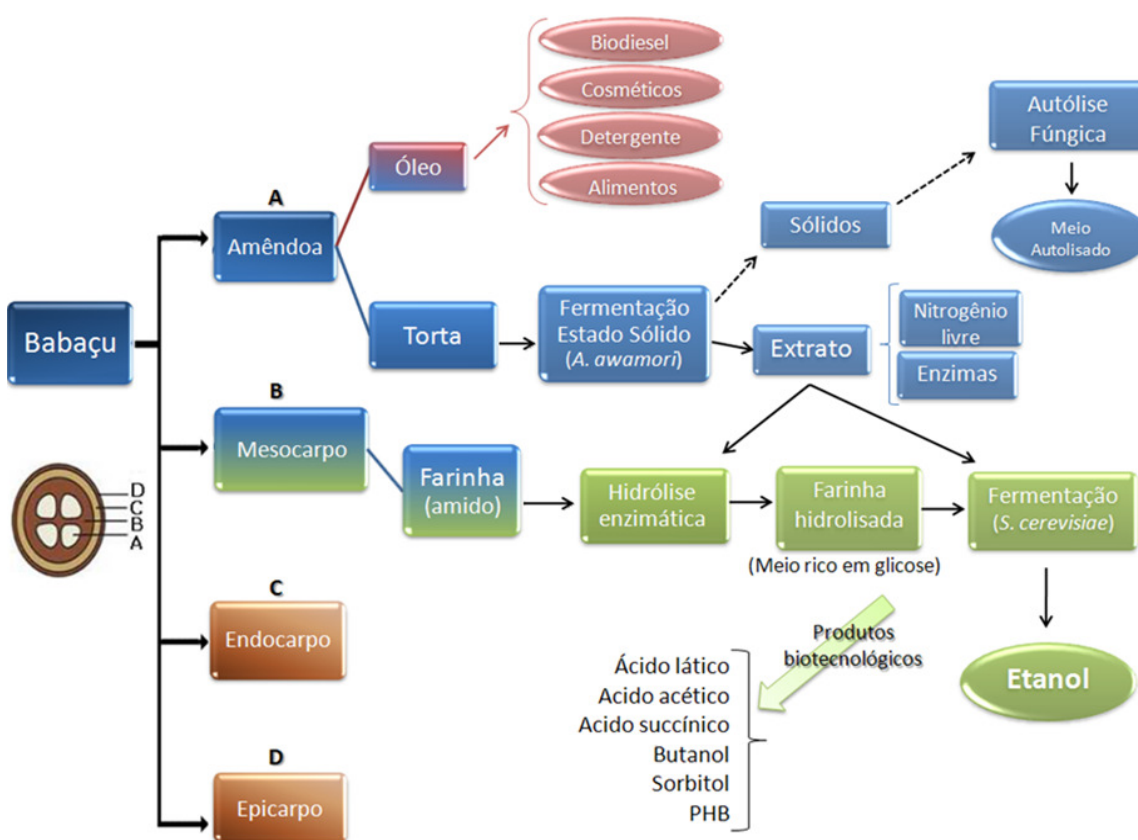 Biodiesel
Cosméticos
Detergente
Alimentos
Óleo
Autólise
Fúngica
Meio
Autolisado
Sólidos
A
Amêndoa
Babaçu
Torta
Fermentação
Estado Sólido
(A. awamori)
Extrato
Nitrogênio
livre
Enzimas
B
Mesocarpo
Farinha
(amido)
Hidrólise
enzimática
Farinha
hidrolisada
(Meio rico em glicose)
Fermentação
(S. cerevisiae)
D
C
B
A
C
Endocarpo
Produtos
biotecnológicos
Etanol
Ácido lático
Acido acético
Acido succínico
Butanol
Sorbitol
PHB
D
Epicarpo